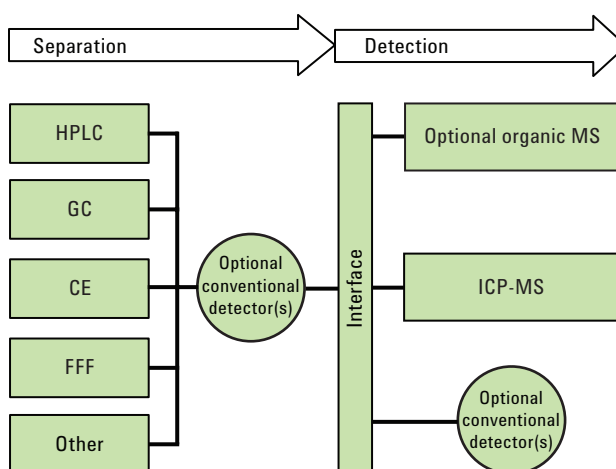 Separation
Detection
HPLC
GC
CE
FFF
Other
Optional
conventional
detector(s)
Interface
Optional organic MS
ICP-MS
Optional
conventional
detector(s)